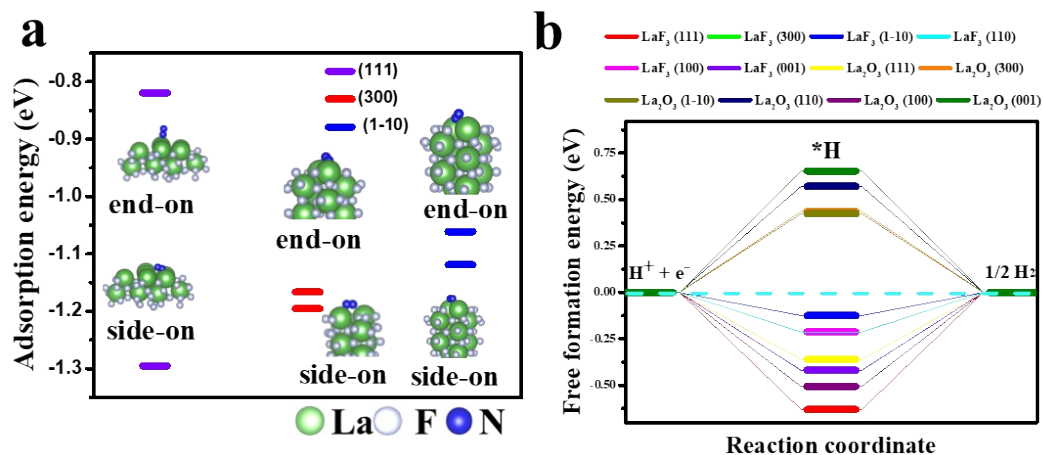 a
Adsorption energy (eV)
-0.8
-0.9
-1.0
-1.1
-1.2
-1.3
(111)
(300)
(1-10)
end-on
end-on
end-on
side-on
side-on
side-on
La F N
b
LaF3 (111) LaF3 (300) LaF3 (1-10) LaF3 (110)
LaF3 (100) LaF3 (001) La2O3 (111) La2O3 (300)
La2O3 (1-10) La2O3 (110) La2O3 (100) La2O3 (001)
Free formation energy (eV)
0.75
0.50
0.25
0.00
-0.25
-0.50
*H
H+ + e−
1/2 H2
Reaction coordinate